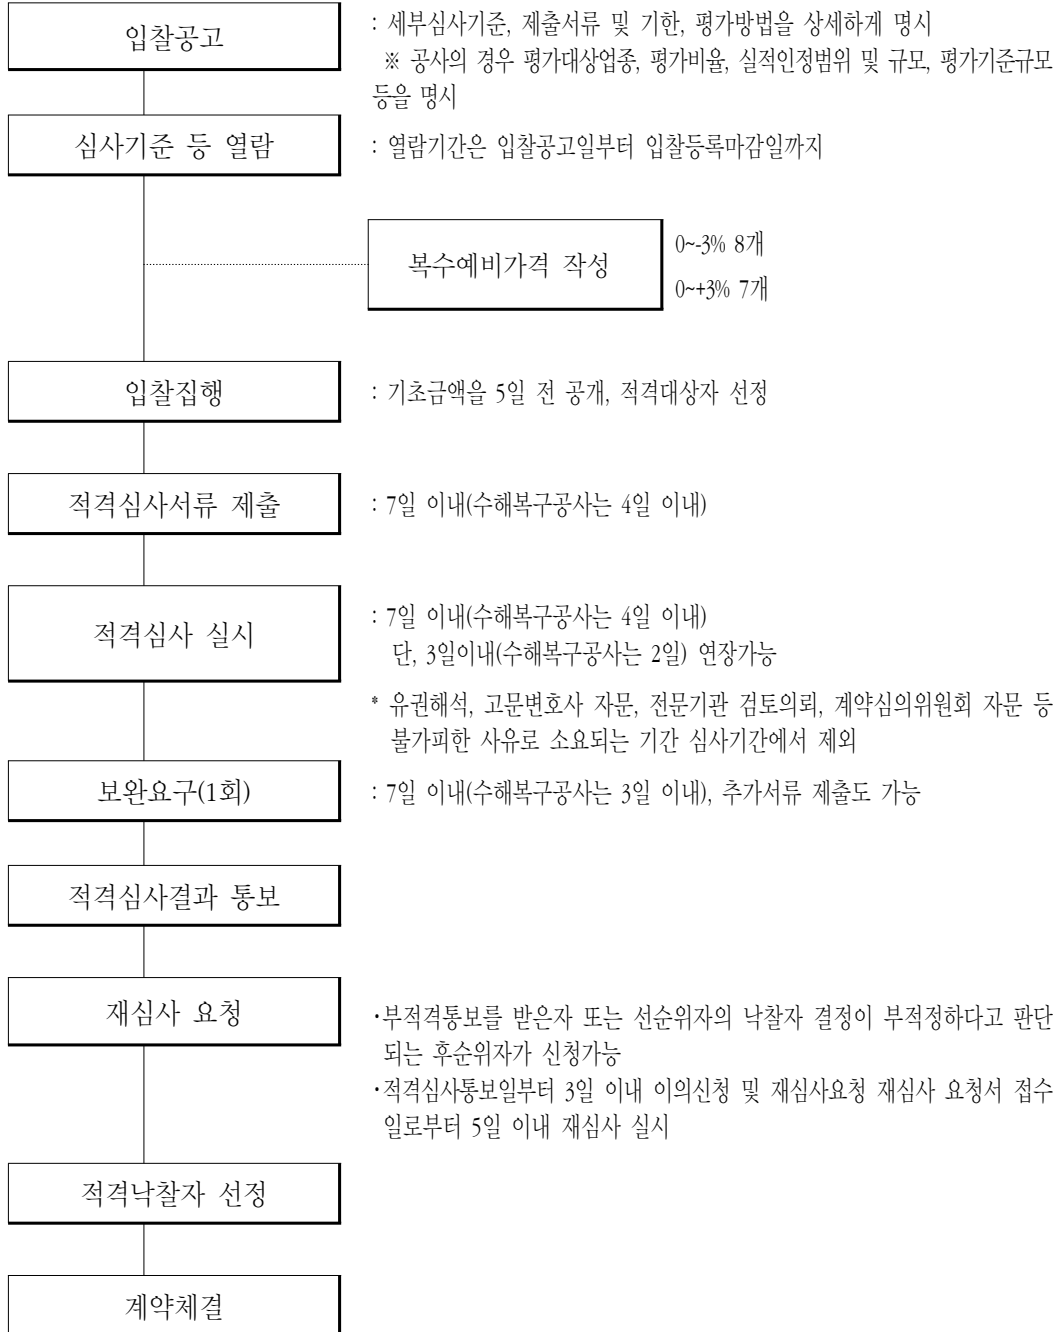 입찰공고
: 세부심사기준, 제출서류 및 기한, 평가방법을 상세하게 명시
※ 공사의 경우 평가대상업종, 평가비율, 실적인정범위 및 규모, 평가기준규모
등을 명시
심사기준 등 열람
: 열람기간은 입찰공고일부터 입찰등록마감일까지
복수예비가격 작성
0~-3% 8개
0~+3% 7개
입찰집행
: 기초금액을 5일 전 공개, 적격대상자 선정
적격심사서류 제출
: 7일 이내(수해복구공사는 4일 이내)
적격심사 실시
: 7일 이내(수해복구공사는 4일 이내)
단, 3일이내(수해복구공사는 2일) 연장가능
* 유권해석, 고문변호사 자문, 전문기관 검토의뢰, 계약심의위원회 자문 등
불가피한 사유로 소요되는 기간 심사기간에서 제외
보완요구(1회)
: 7일 이내(수해복구공사는 3일 이내), 추가서류 제출도 가능
적격심사결과 통보
재심사 요청
·부적격통보를 받은자 또는 선순위자의 낙찰자 결정이 부적정하다고 판단
되는 후순위자가 신청가능
·적격심사통보일부터 3일 이내 이의신청 및 재심사요청 재심사 요청서 접수
일로부터 5일 이내 재심사 실시
적격낙찰자 선정
계약체결